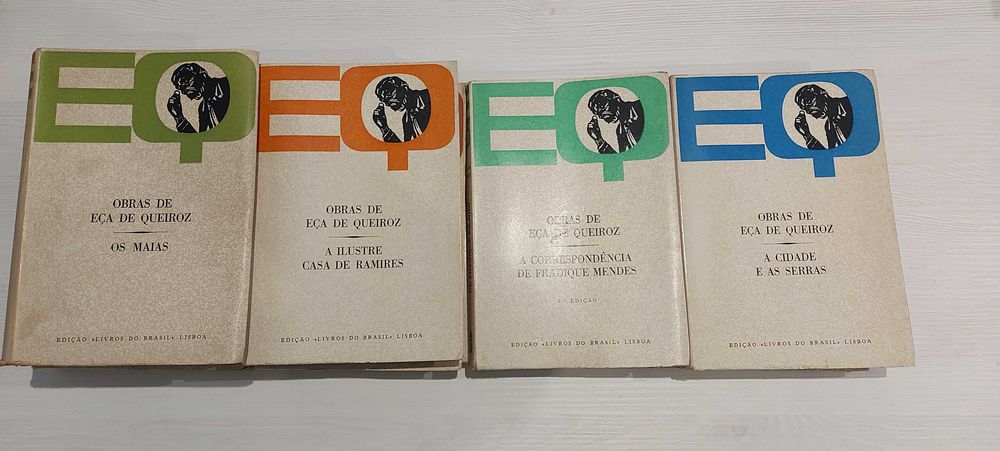 EQ
OBRAS DE
EÇA DE QUEIROZ
OS MAIAS
EDIÇÃO «LIVROS DO BRASIL» LISBOA
EQ
OBRAS DE
EÇA DE QUEIROZ
A ILUSTRE
CASA DE RAMIRES
EDIÇÃO «LIVROS DO BRASIL» LISBOA
EQ
OBRAS DE
EÇA DE QUEIROZ
A CORRESPONDÊNCIA
DE FRADIQUE MENDES
2.ª EDIÇÃO
EDIÇÃO «LIVROS DO BRASIL» LISBOA
EQ
OBRAS DE
EÇA DE QUEIROZ
A CIDADE
E AS SERRAS
EDIÇÃO «LIVROS DO BRASIL» LISBOA